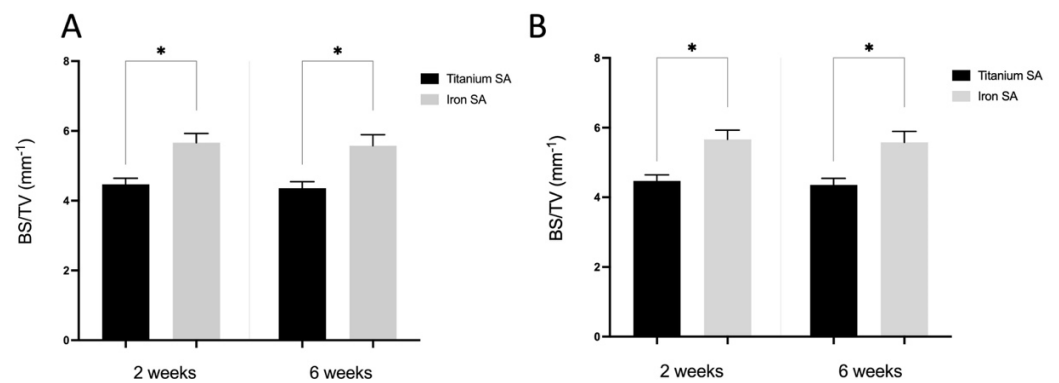 A
BS/TV (mm⁻¹)
8
6
4
2
0
*
*
Titanium SA
Iron SA
2 weeks
6 weeks
B
BS/TV (mm⁻¹)
8
6
4
2
0
*
*
Titanium SA
Iron SA
2 weeks
6 weeks